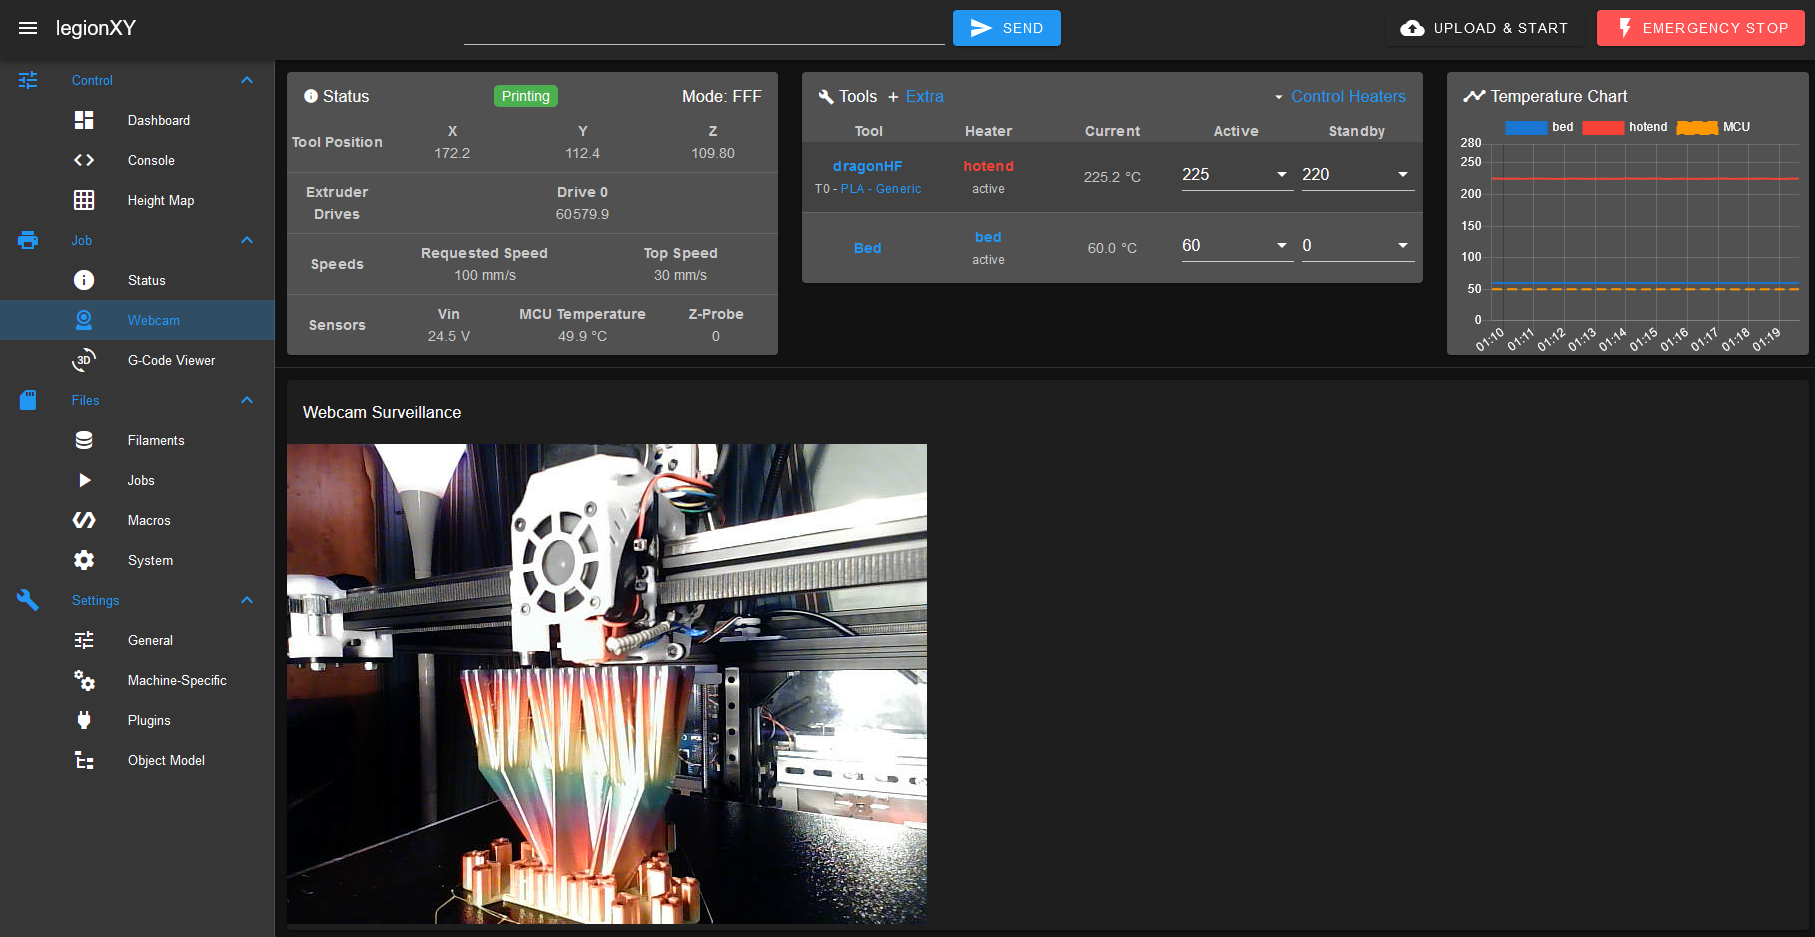 legionXY
SEND
UPLOAD & START
EMERGENCY STOP
Control
Dashboard
Console
Height Map
Job
Status
Webcam
3D
G-Code Viewer
Files
Filaments
Jobs
Macros
System
Settings
General
Machine-Specific
Plugins
Object Model
Status
Printing
Mode: FFF
Tool Position
X
Y
Z
172.2
112.4
109.80
Extruder
Drives
Drive 0
60579.9
Speeds
Requested Speed
Top Speed
100 mm/s
30 mm/s
Sensors
Vin
MCU Temperature
Z-Probe
24.5 V
49.9 °C
0
Tools + Extra
Control Heaters
Tool
Heater
Current
Active
Standby
dragonHF
T0 - PLA - Generic
hotend
active
225.2 °C
225
220
Bed
bed
active
60.0 °C
60
0
Temperature Chart
bed
hotend
MCU
280
250
200
150
100
50
0
01:10
01:11
01:12
01:13
01:14
01:15
01:16
01:17
01:18
01:19
Webcam Surveillance